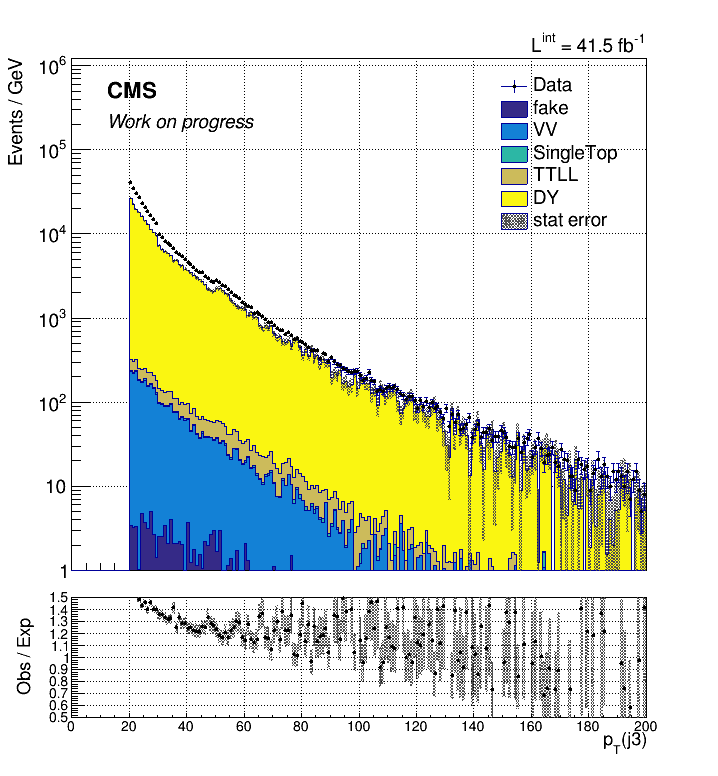 L^int = 41.5 fb^-1
CMS
Work on progress
Events / GeV
10^6
10^5
10^4
10^3
10^2
10
1
Data
fake
VV
SingleTop
TTLL
DY
stat error
Obs / Exp
1.5
1.4
1.3
1.2
1.1
1
0.9
0.8
0.7
0.6
0.5
0 20 40 60 80 100 120 140 160 180 200
p_T(j3)